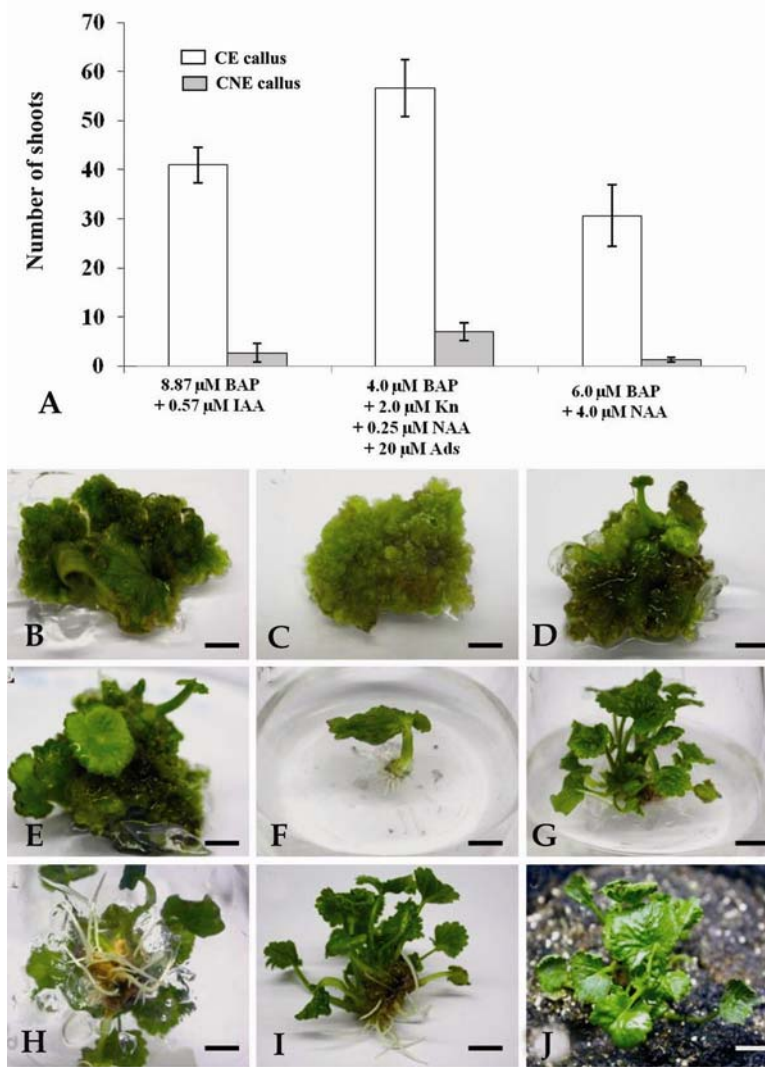 70
60
50
40
30
20
10
0
Number of shoots
CE callus
CNE callus
8.87 µM BAP
+ 0.57 µM IAA
4.0 µM BAP
+ 2.0 µM Kn
+ 0.25 µM NAA
+ 20 µM Ads
6.0 µM BAP
+ 4.0 µM NAA
A
B
C
D
E
F
G
H
I
J